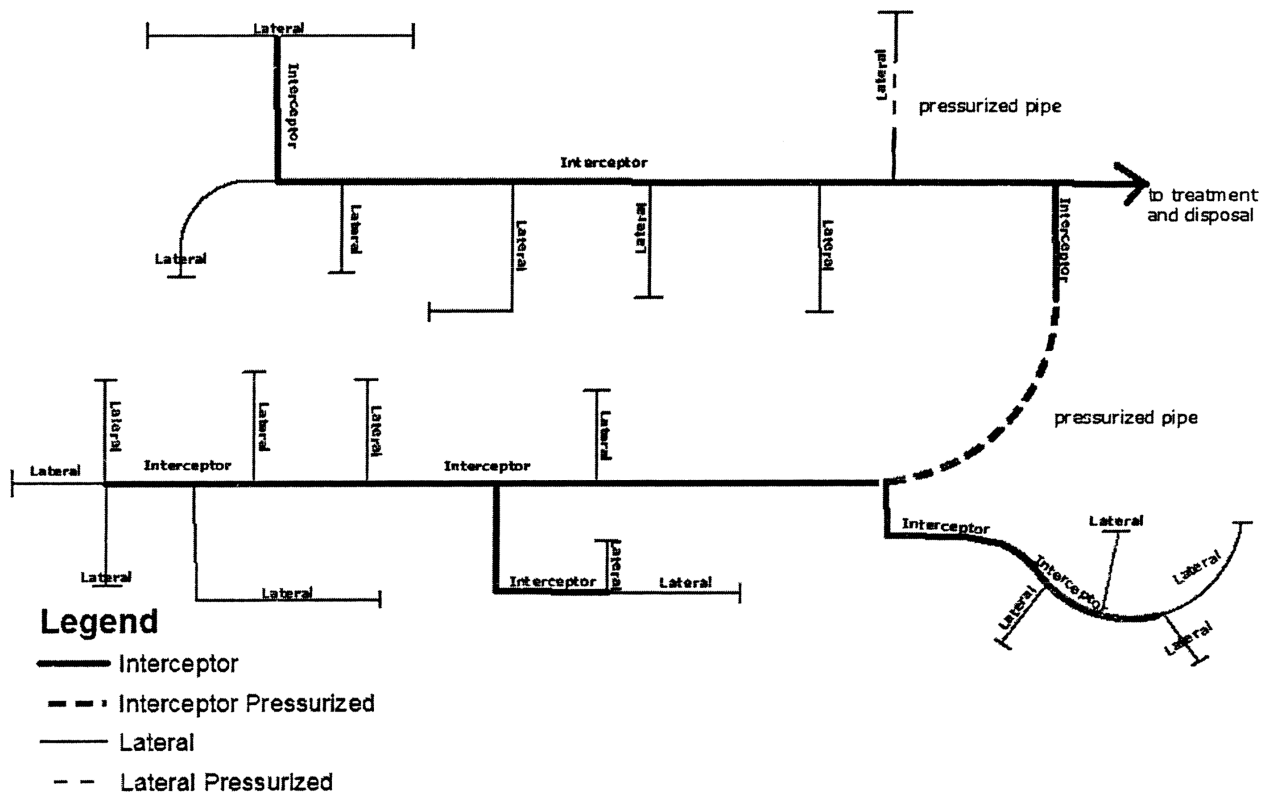 Lateral
Lateral
Interceptor
pressurized pipe
Interceptor
to treatment
and disposal
Lateral
Lateral
Lateral
Lateral
Interceptor
Lateral
Lateral
Lateral
Lateral
Lateral
pressurized pipe
Lateral
Interceptor
Interceptor
Interceptor
Lateral
Lateral
Interceptor
Lateral
Lateral
Lateral
Interceptor
Lateral
Lateral
Lateral
Lateral
Legend
Interceptor
Interceptor Pressurized
Lateral
Lateral Pressurized